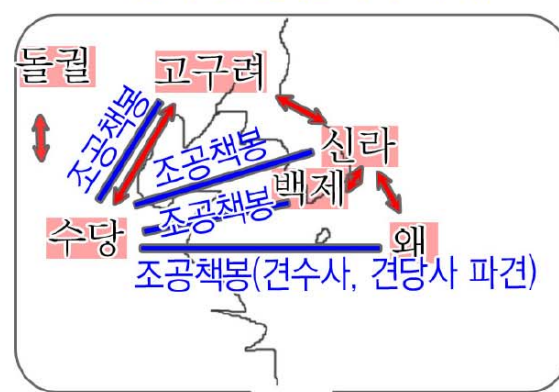 돌궐
고구려
조공책봉
조공책봉
신라
백제
조공책봉
수당
왜
조공책봉(견수사, 견당사 파견)